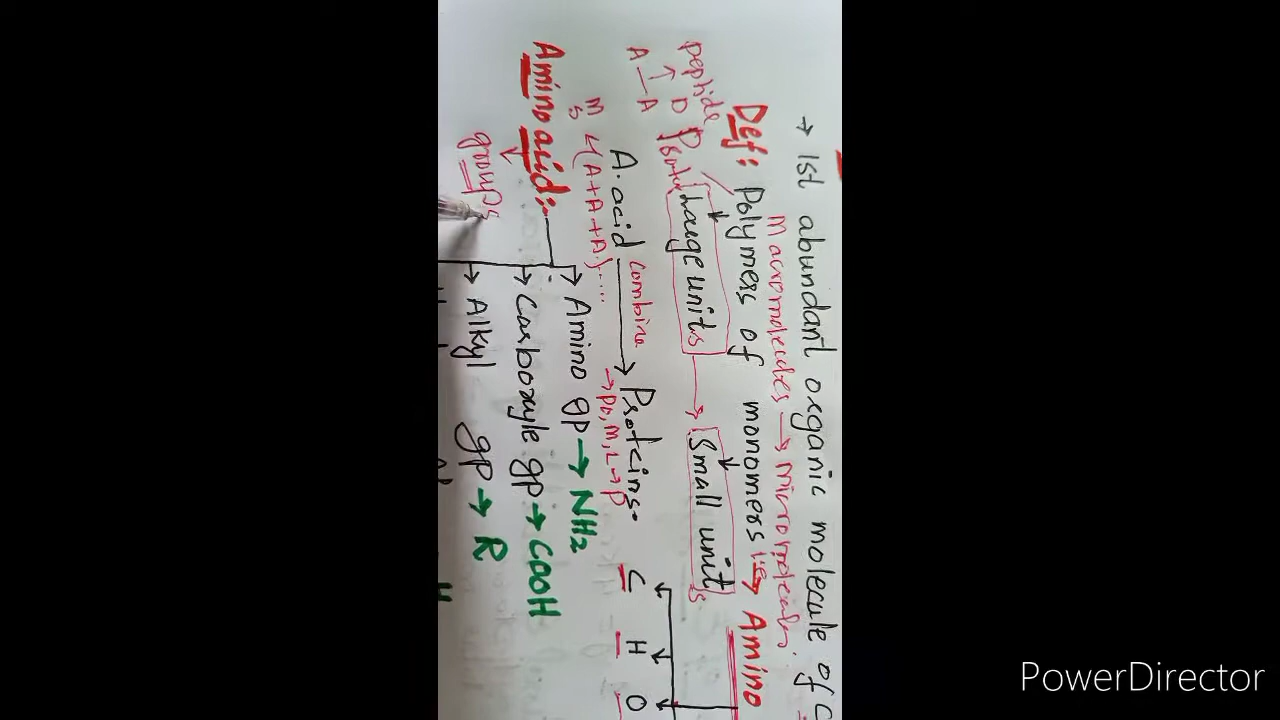 → 1st abundant organic molecule of C
Macromolecules → micromolecules.
Def: Polymers of monomers i.e → Amino
peptide
Large units → Small units
A — A
A. acid combine → Proteins.
→ Po, M, L → P
C H O
M ↳ (A + A + A) ....
S
Amino acid:-
groups
→ Amino gp → NH2
→ Carboxyle gp → COOH
→ Alkyl gp → R
PowerDirector